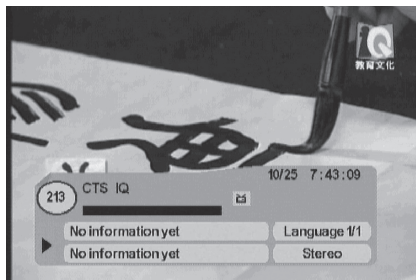 iQ
教育文化
10/25 7:43:09
213
CTS IQ
No information yet
Language 1/1
No information yet
Stereo